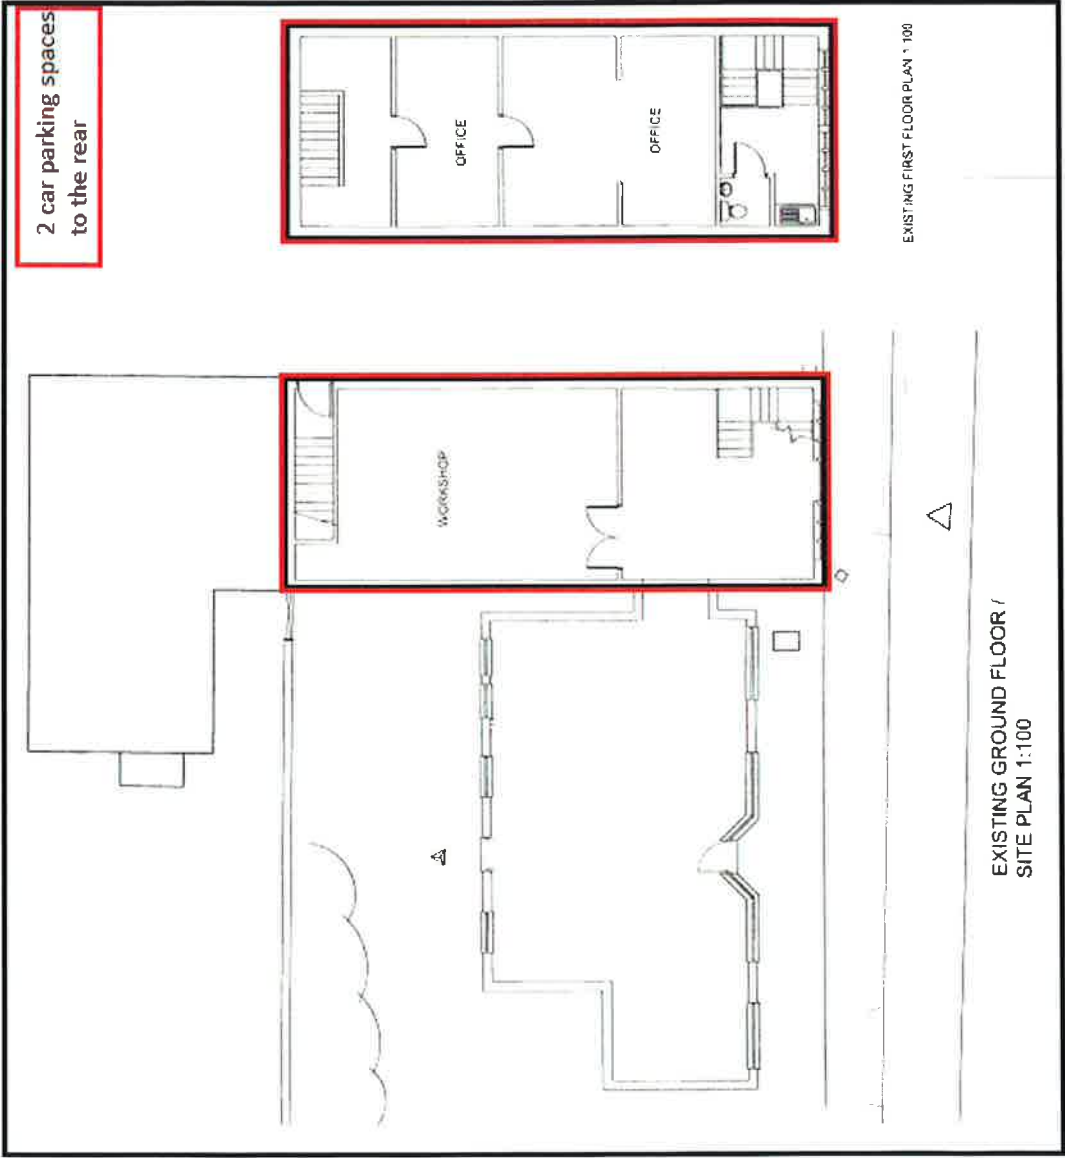 2 car parking spaces
to the rear
OFFICE
OFFICE
EXISTING FIRST FLOOR PLAN 1:100
WORKSHOP
EXISTING GROUND FLOOR /
SITE PLAN 1:100